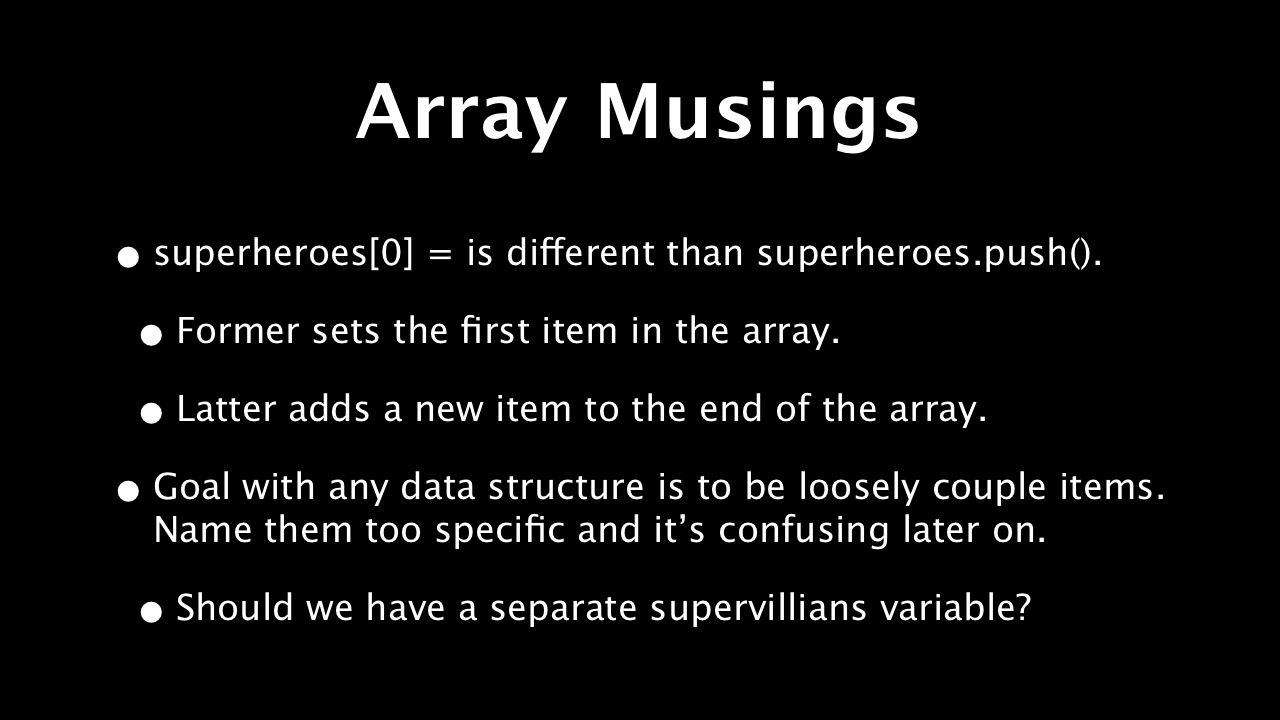 Array Musings
• superheroes[0] = is different than superheroes.push().
• Former sets the first item in the array.
• Latter adds a new item to the end of the array.
• Goal with any data structure is to be loosely couple items.
Name them too specific and it’s confusing later on.
• Should we have a separate supervillians variable?